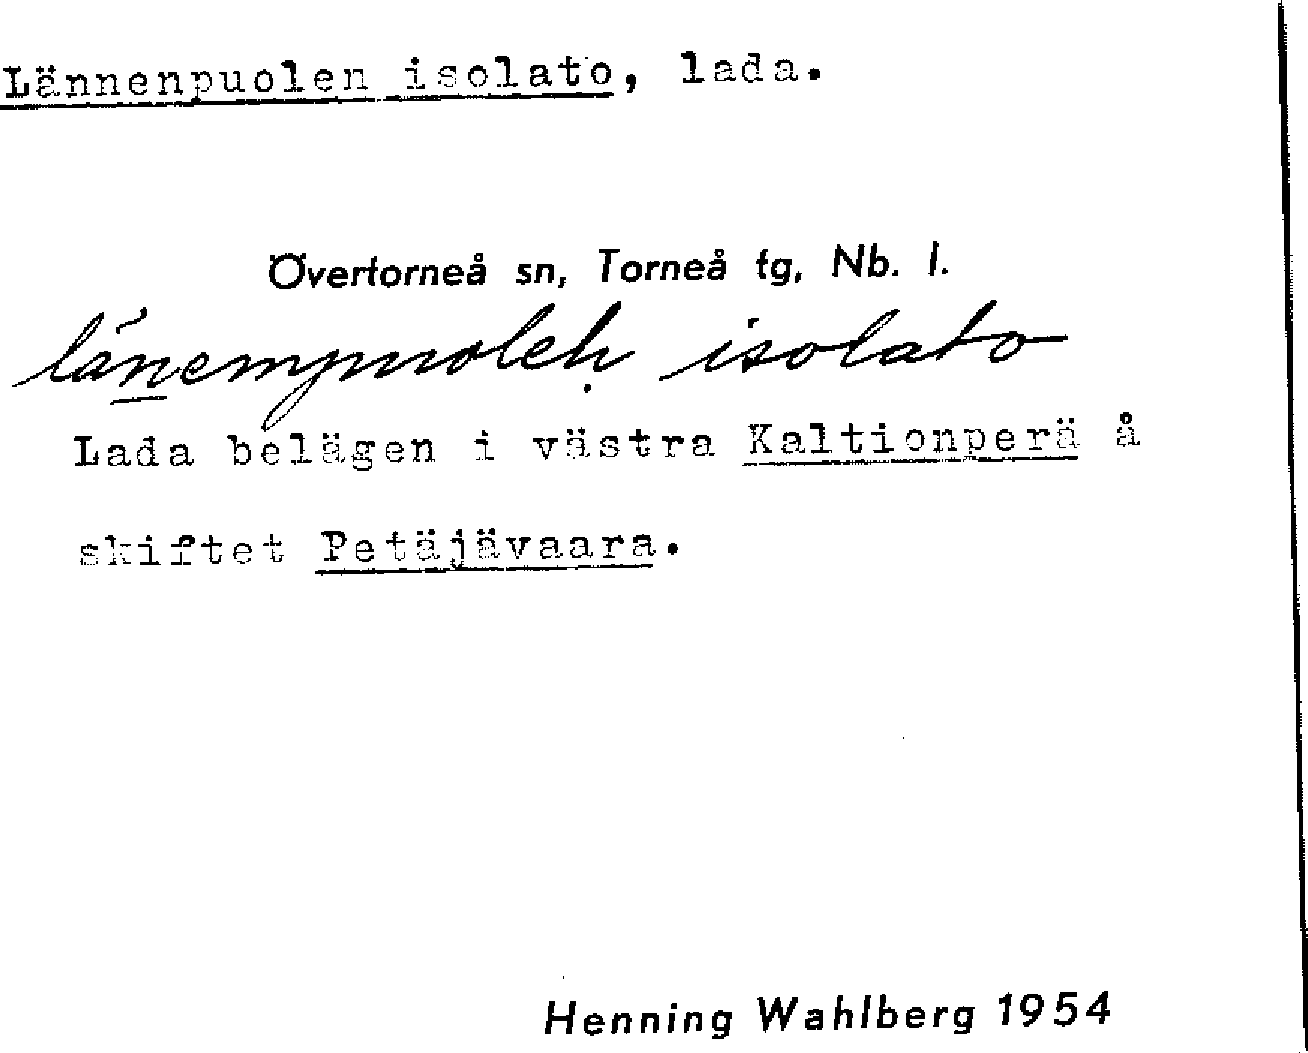 Lännenpuolen isolato, lada.
Övertorneå sn, Torneå tg, Nb. l.
länempuoleh isolato
Lada belägen i västra Kaltionperä å
skiftet Petäjävaara.
Henning Wahlberg 1954